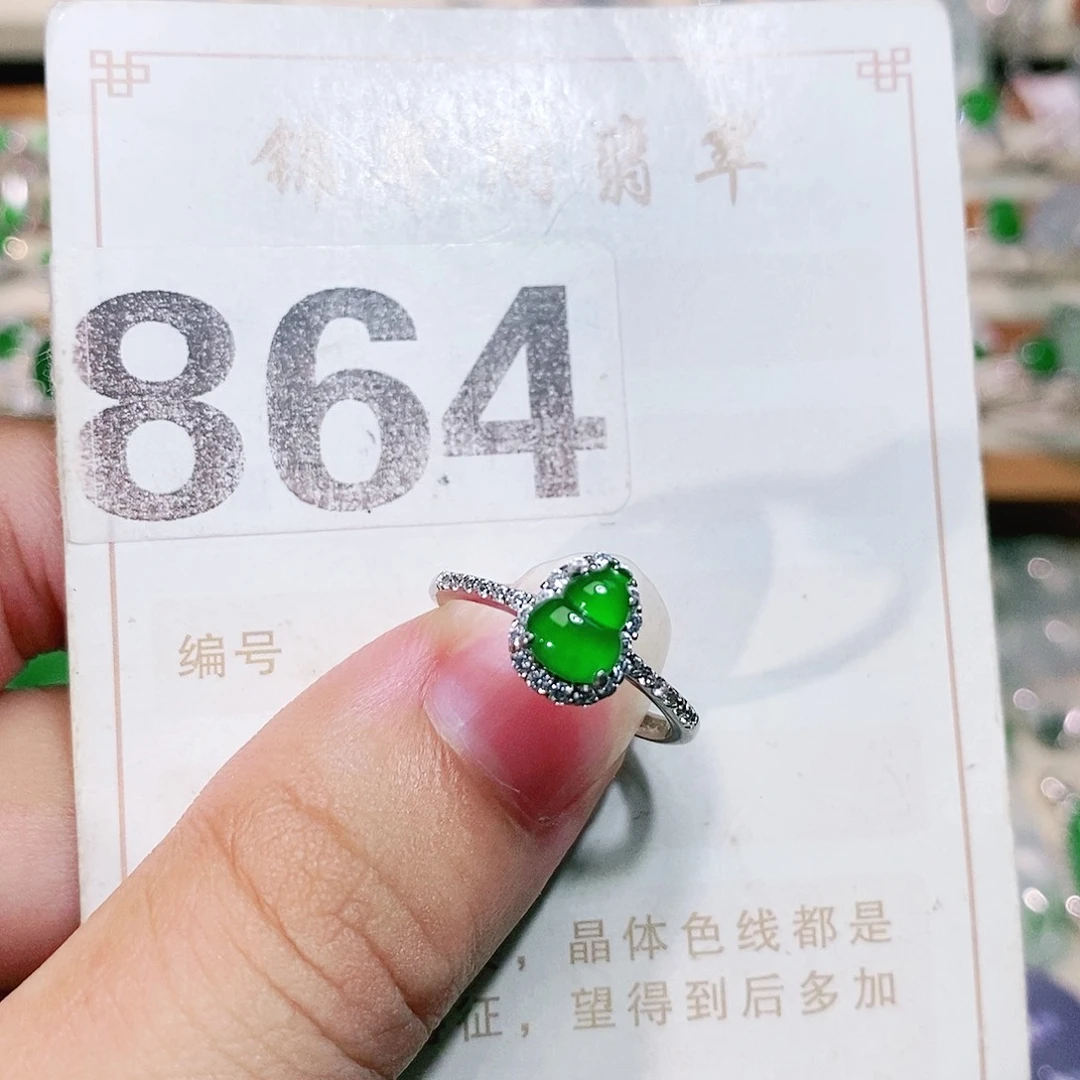 翡翠
864
编号
，晶体色线都是
征，望得到后多加